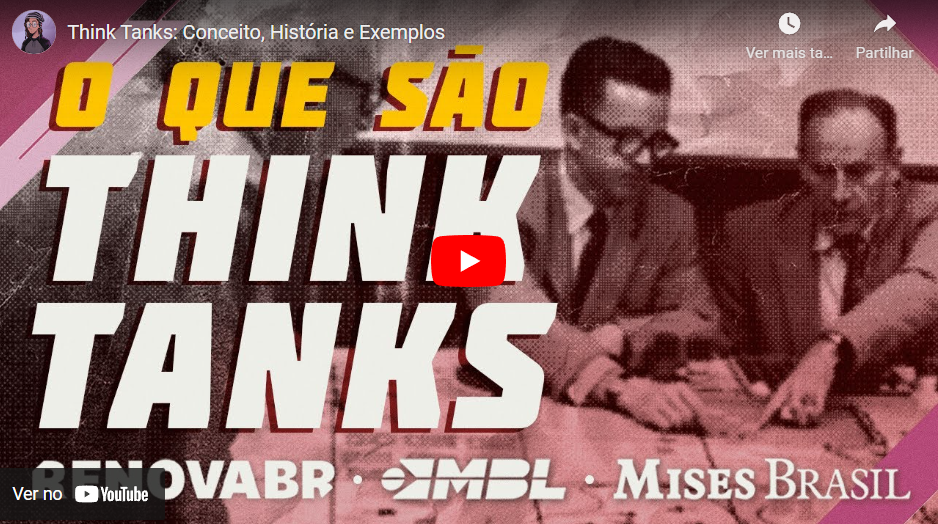 Think Tanks: Conceito, História e Exemplos
Ver mais ta...
Partilhar
O QUE SÃO
THINK
TANKS
RENOVABR · MBL · MISES BRASIL
Ver no YouTube